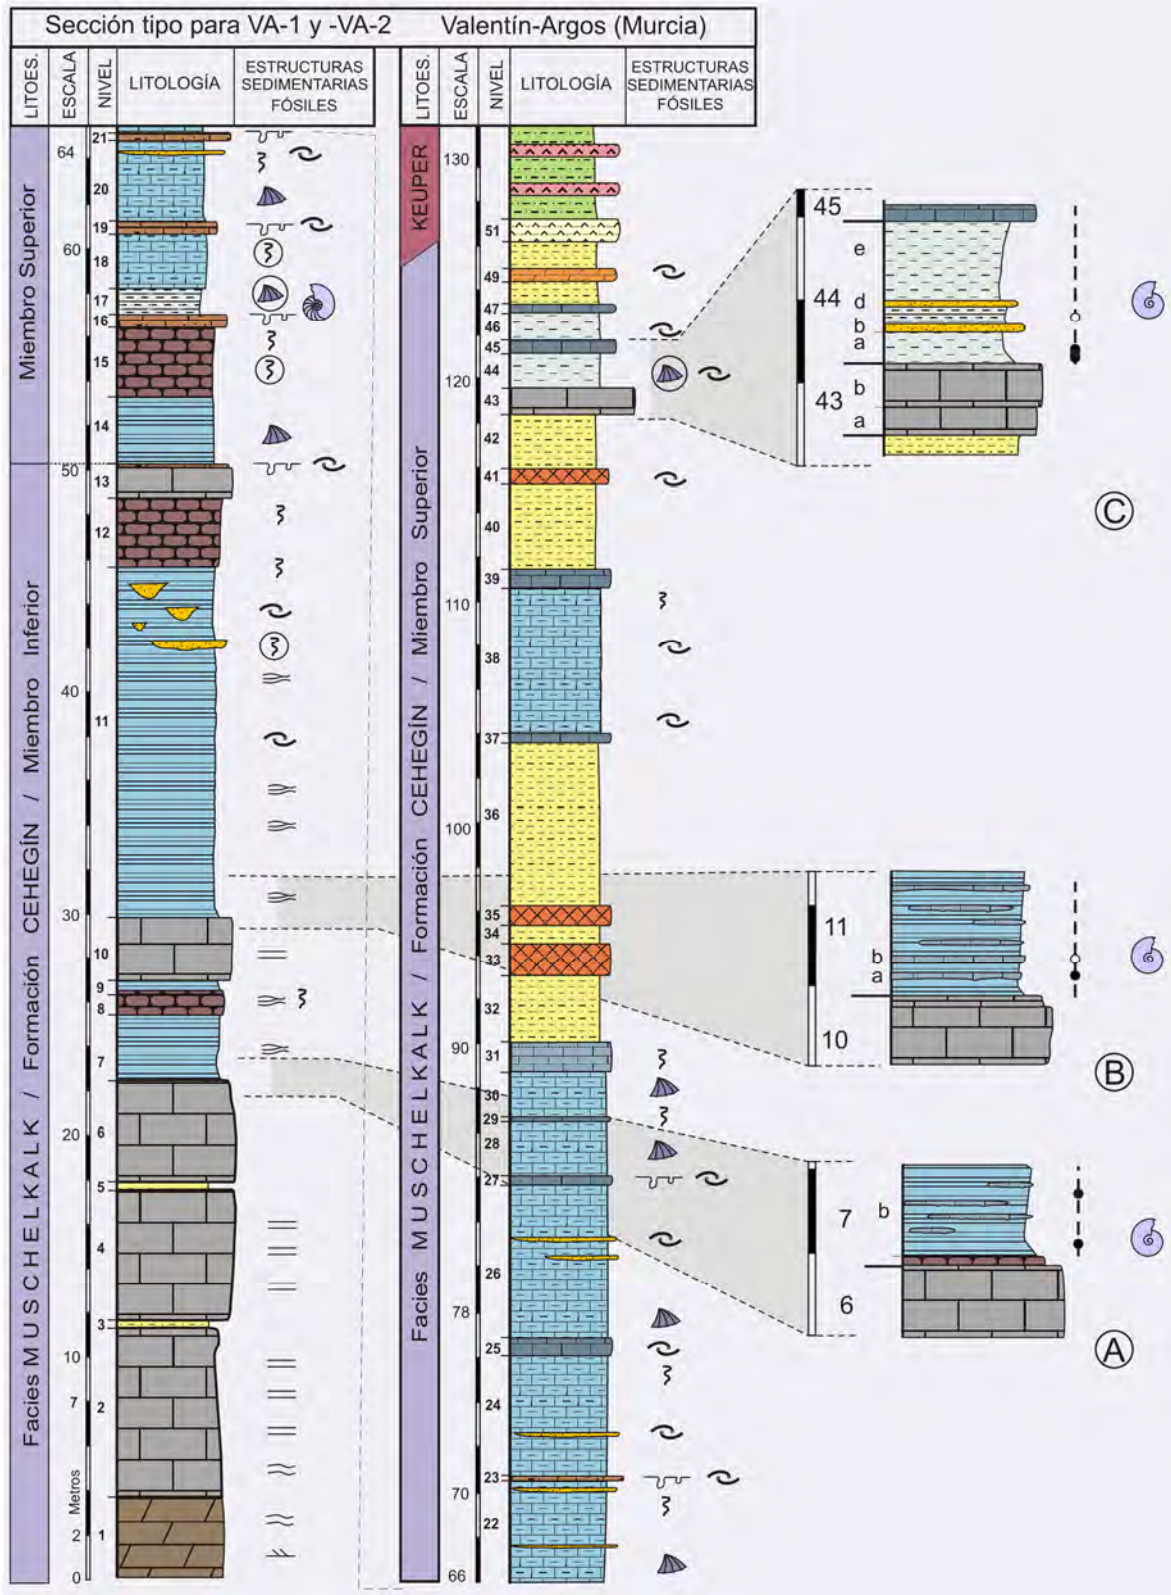 Sección tipo para VA-1 y -VA-2 Valentín-Argos (Murcia)
LITOES.
ESCALA
NIVEL
LITOLOGÍA
ESTRUCTURAS
SEDIMENTARIAS
FÓSILES
LITOES.
ESCALA
NIVEL
LITOLOGÍA
ESTRUCTURAS
SEDIMENTARIAS
FÓSILES
Miembro Superior
Facies MUSCHELKALK / Formación CEHEGÍN / Miembro Inferior
64
60
50
40
30
20
10
7
Metros
2
0
21
20
19
18
17
16
15
14
13
12
11
10
9
8
7
6
5
4
3
2
1
KEUPER
Facies MUSCHELKALK / Formación CEHEGÍN / Miembro Superior
130
120
110
100
90
78
70
66
51
49
47
46
45
44
43
42
41
40
39
38
37
36
35
34
33
32
31
30
29
28
27
26
25
24
23
22
45
44
43
e
d
b
a
b
a
C
11
10
b
a
B
7
6
b
A